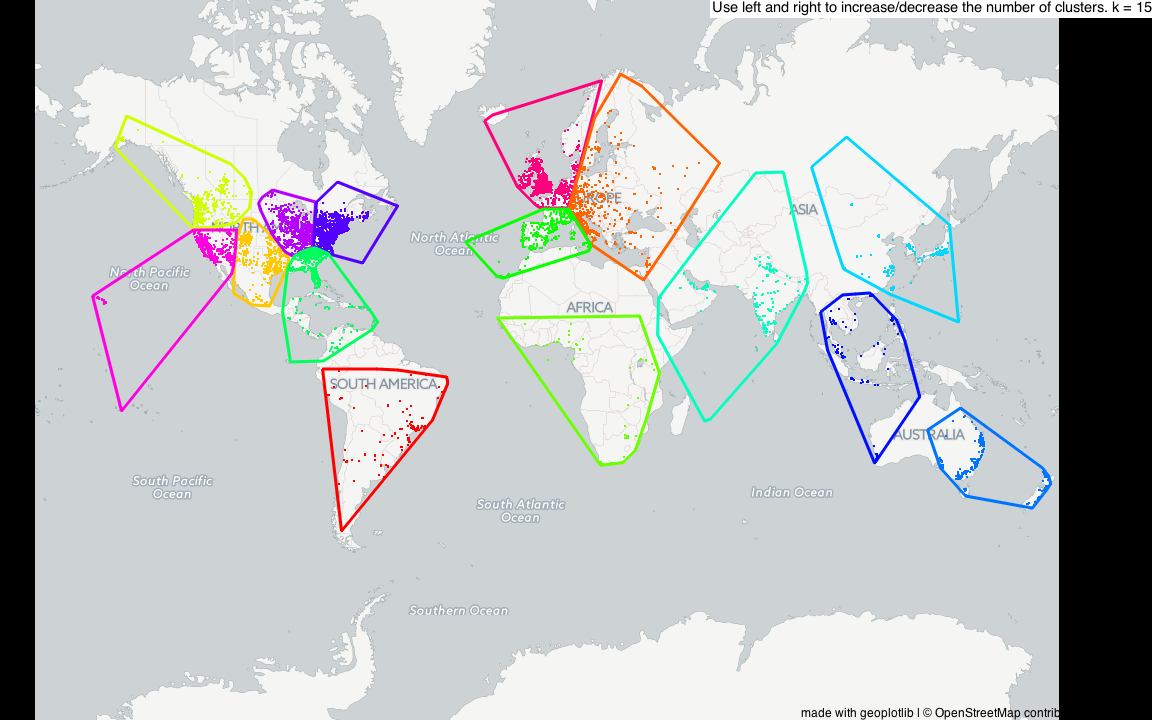 Use left and right to increase/decrease the number of clusters. k = 15
ASIA
North Atlantic
Ocean
North Pacific
Ocean
AFRICA
SOUTH AMERICA
AUSTRALIA
South Pacific
Ocean
Indian Ocean
South Atlantic
Ocean
Southern Ocean
made with geoplotlib | © OpenStreetMap contrib